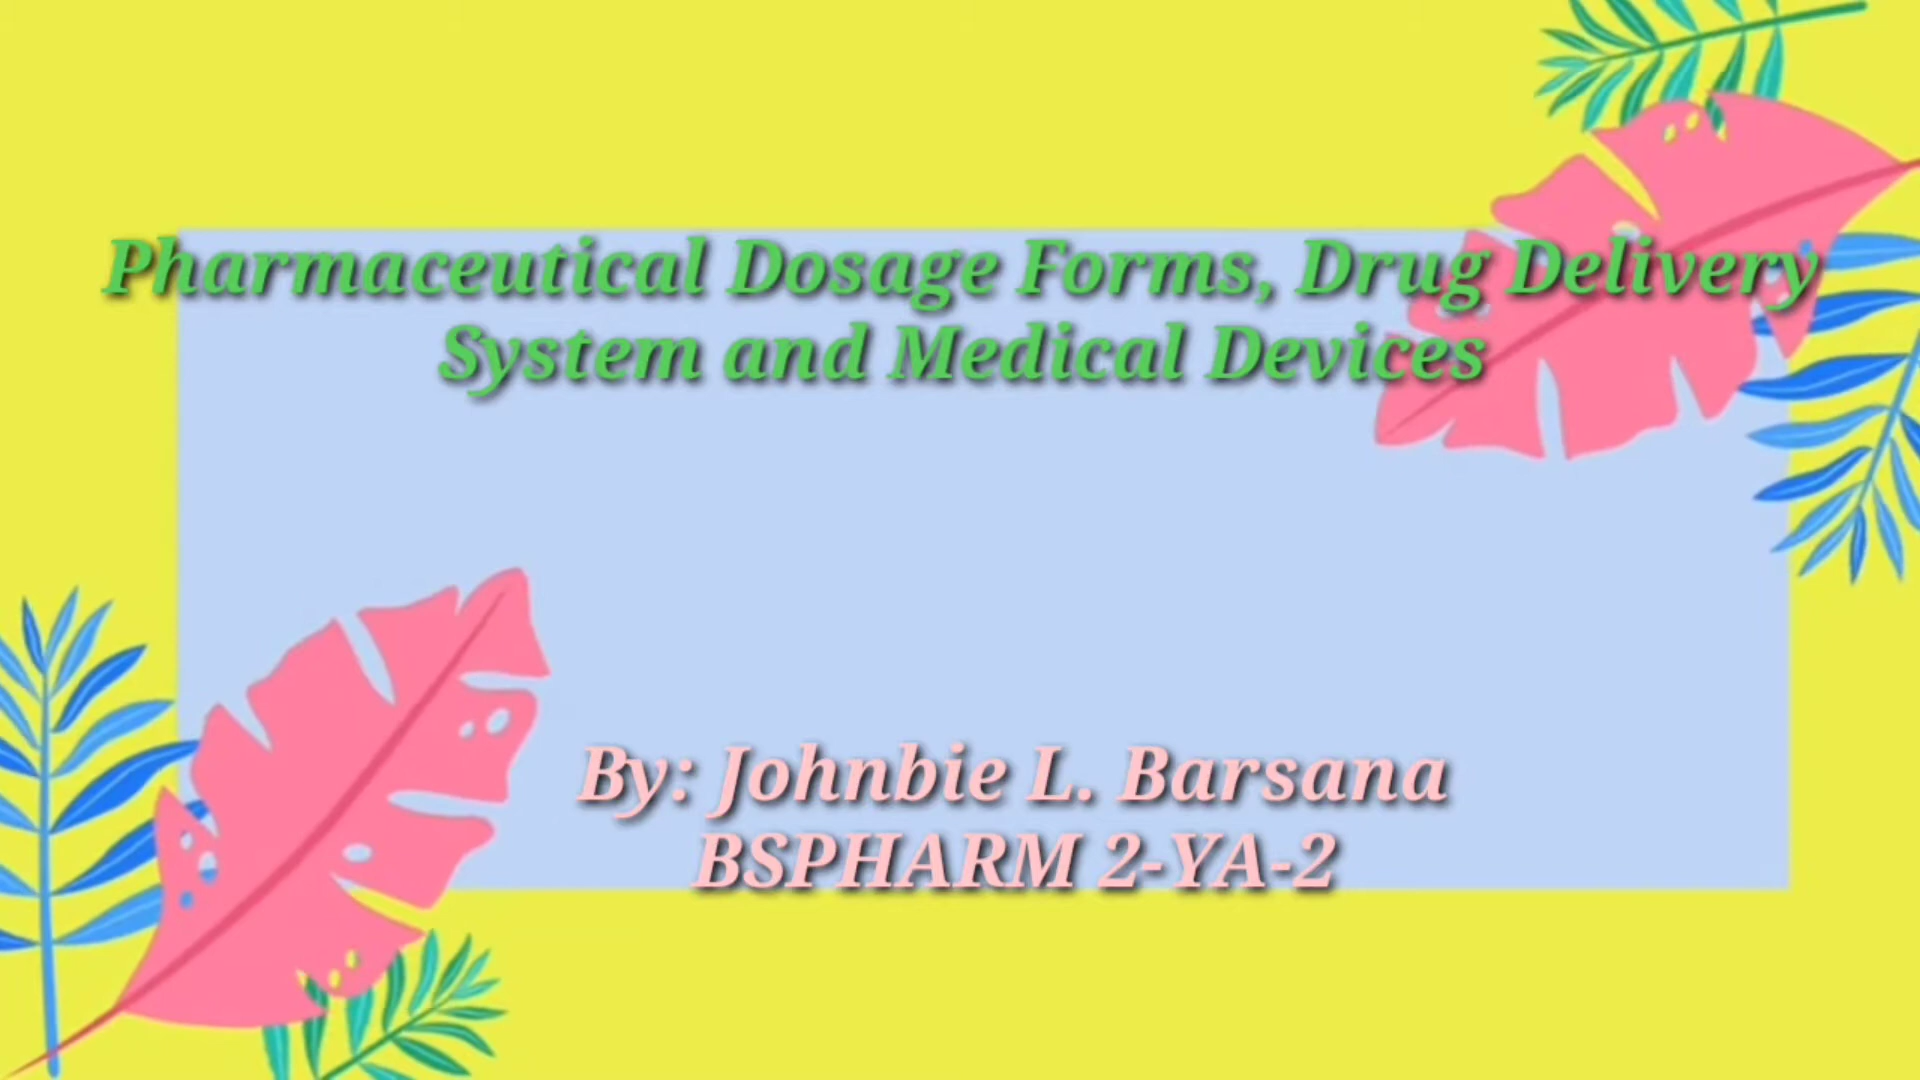 Pharmaceutical Dosage Forms, Drug Delivery
System and Medical Devices
By: Johnbie L. Barsana
BSPHARM 2-YA-2